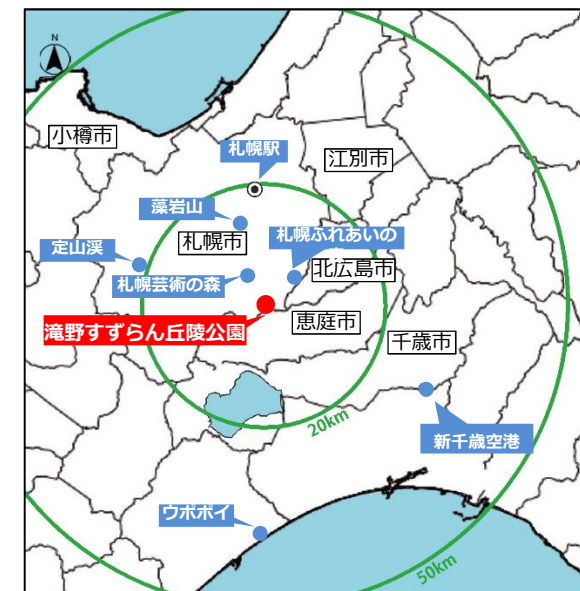 N
小樽市
札幌駅
江別市
藻岩山
札幌市
札幌ふれあいの
定山渓
札幌芸術の森
北広島市
滝野すずらん丘陵公園
恵庭市
千歳市
20km
新千歳空港
ウポポイ
50km